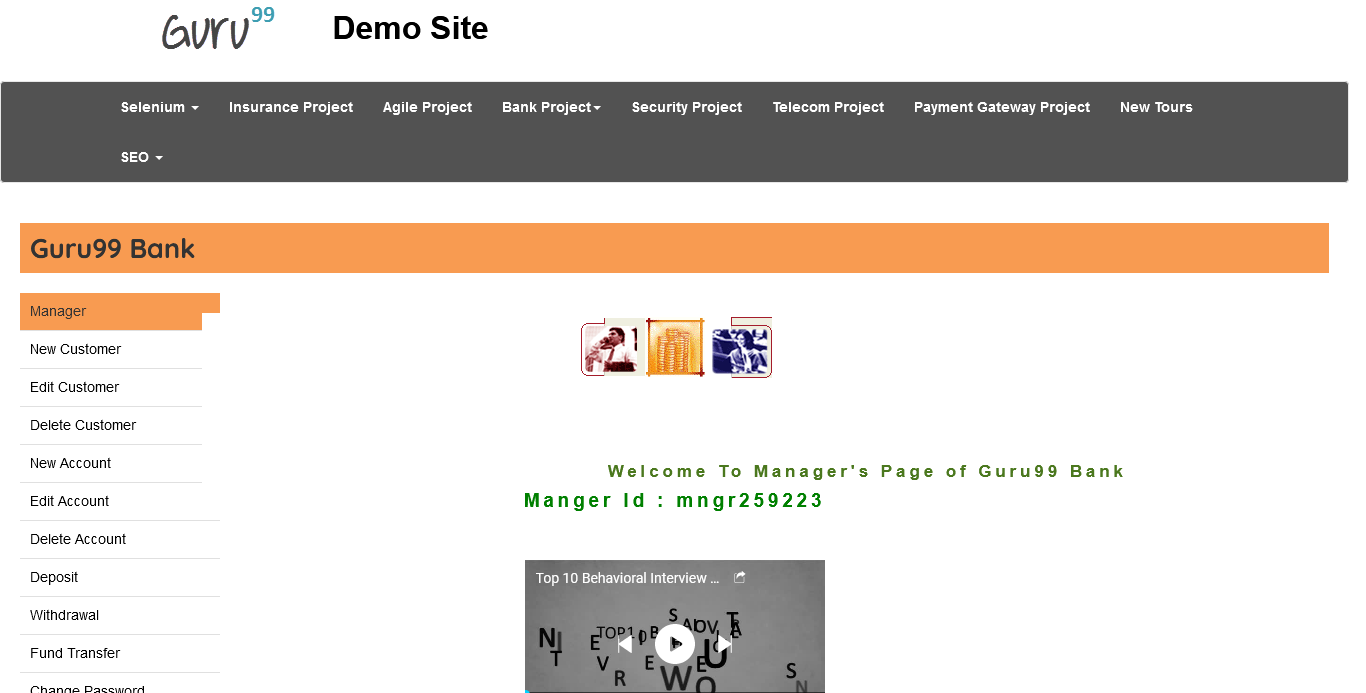 Guru99
Demo Site
Selenium Insurance Project Agile Project Bank Project Security Project Telecom Project Payment Gateway Project New Tours
SEO
Guru99 Bank
Manager
New Customer
Edit Customer
Delete Customer
New Account
Edit Account
Delete Account
Deposit
Withdrawal
Fund Transfer
Change Password
Welcome To Manager's Page of Guru99 Bank
Manger Id : mngr259223
Top 10 Behavioral Interview ...